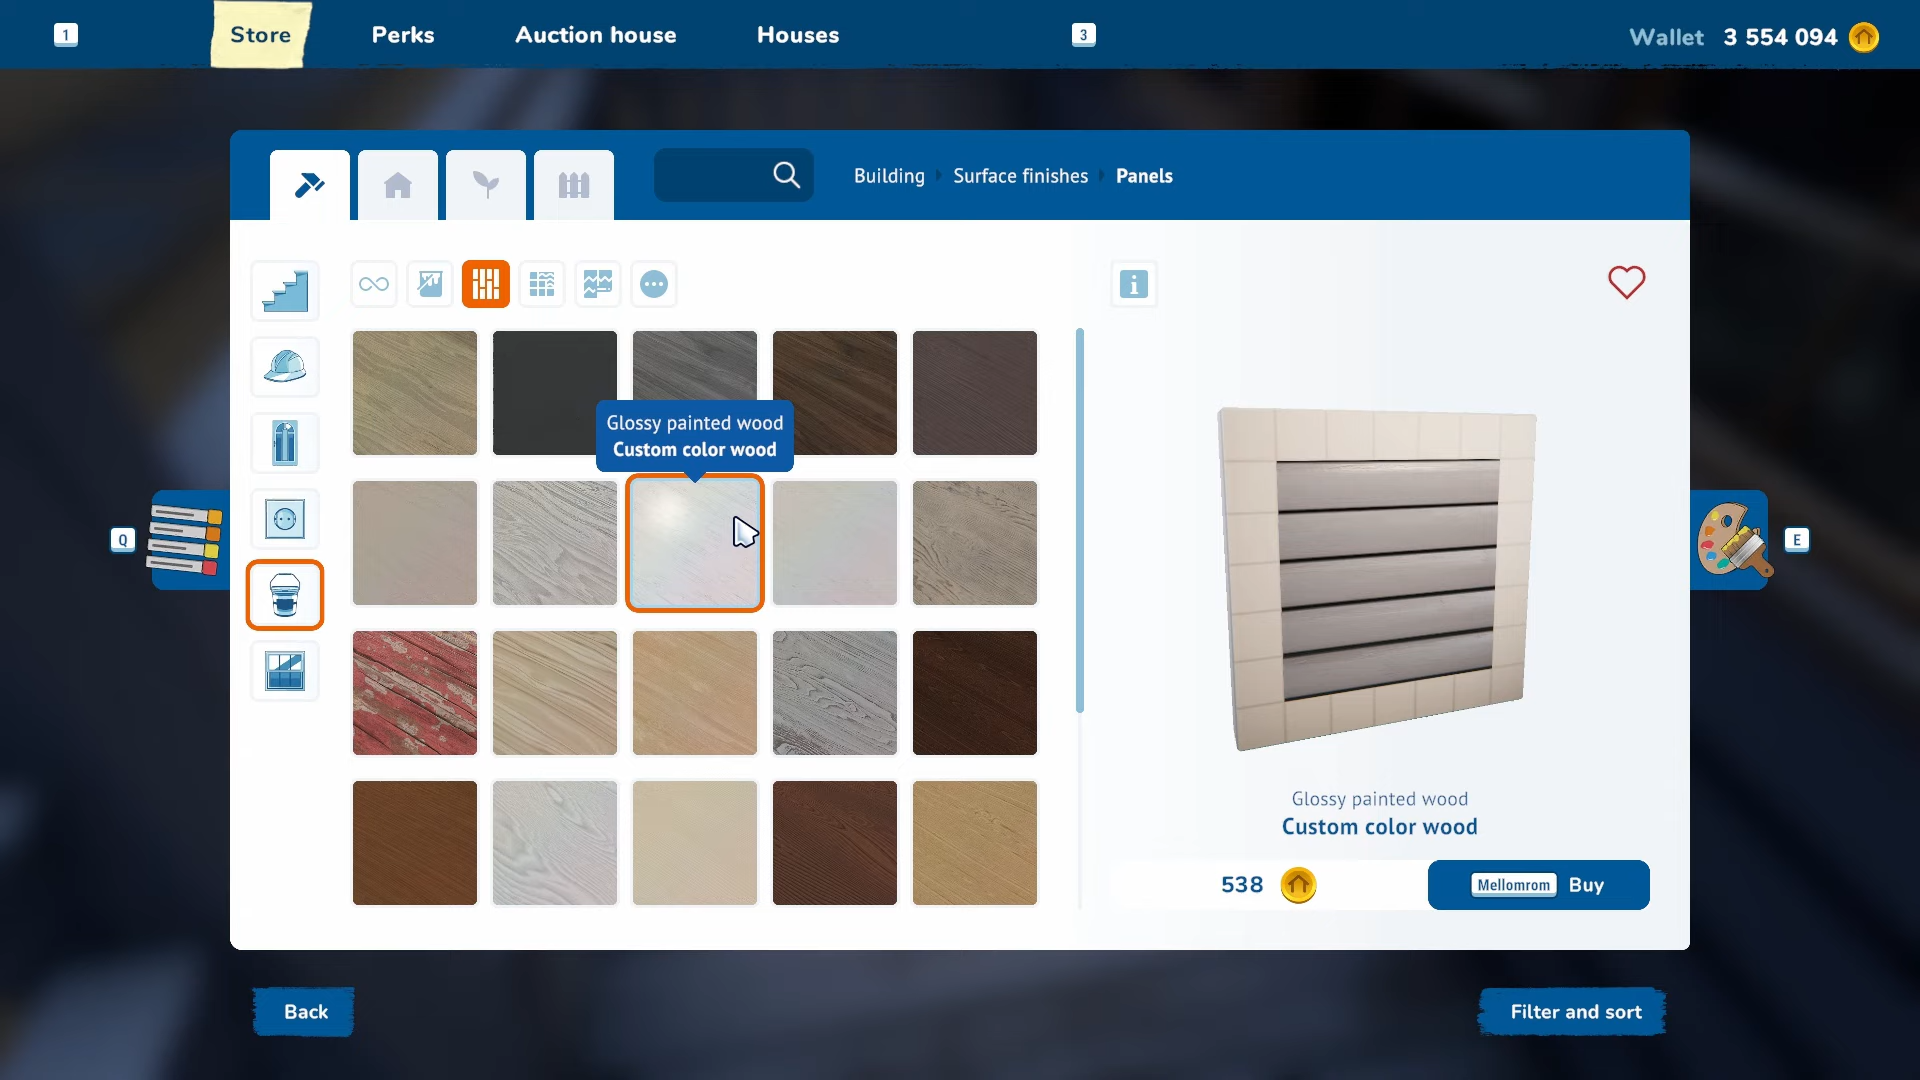 1
Store
Perks
Auction house
Houses
3
Wallet 3 554 094
Building
Surface finishes
Panels
Glossy painted wood
Custom color wood
Q
E
Glossy painted wood
Custom color wood
538
Mellomrom Buy
Back
Filter and sort